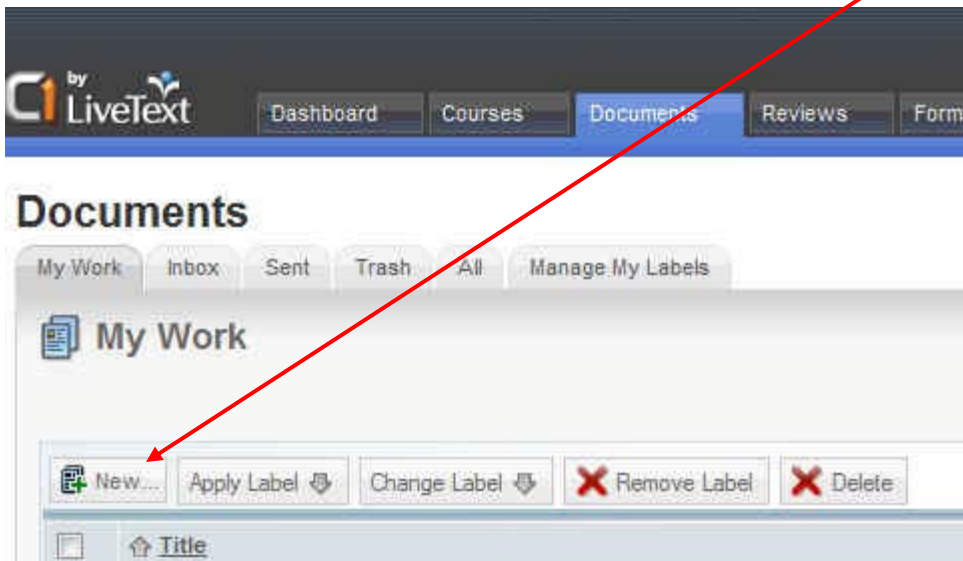 C1 by LiveText
Dashboard Courses Documents Reviews Form
Documents
My Work Inbox Sent Trash All Manage My Labels
My Work
New... Apply Label Change Label Remove Label Delete
Title